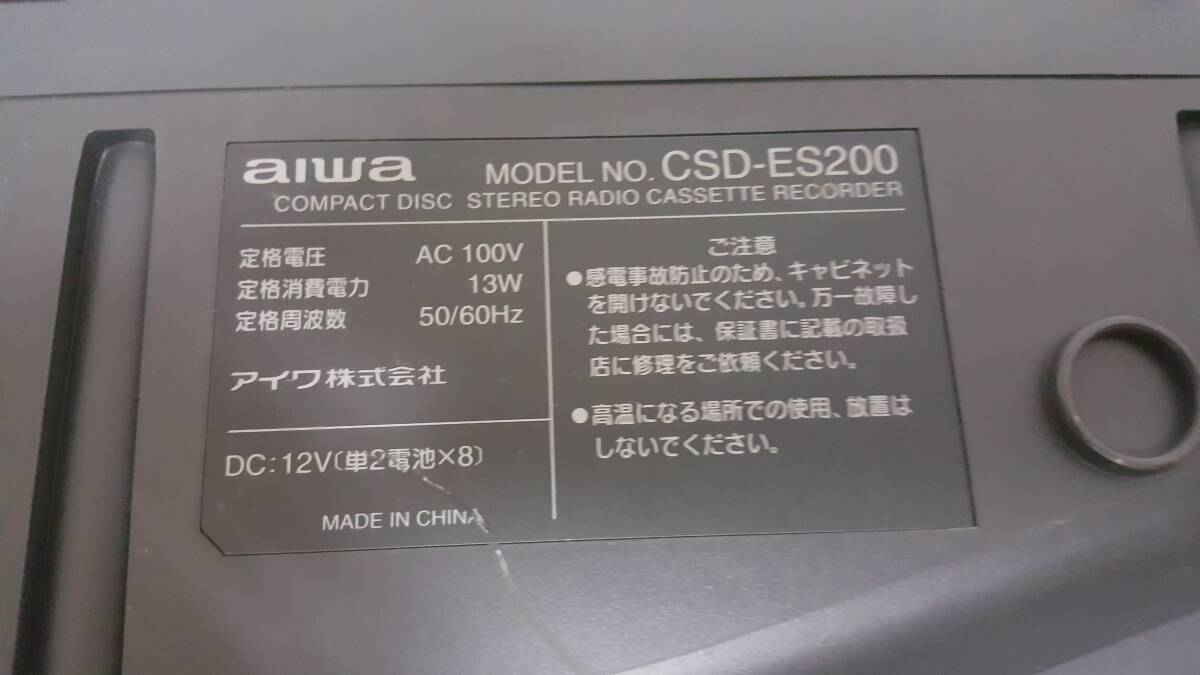 aiwa MODEL NO. CSD-ES200
COMPACT DISC STEREO RADIO CASSETTE RECORDER
定格電圧 AC 100V
定格消費電力 13W
定格周波数 50/60Hz
アイワ株式会社
DC:12V(単2電池×8)
MADE IN CHINA
ご注意
●感電事故防止のため、キャビネット
を開けないでください。万一故障し
た場合には、保証書に記載の取扱
店に修理をご依頼ください。
●高温になる場所での使用、放置は
しないでください。